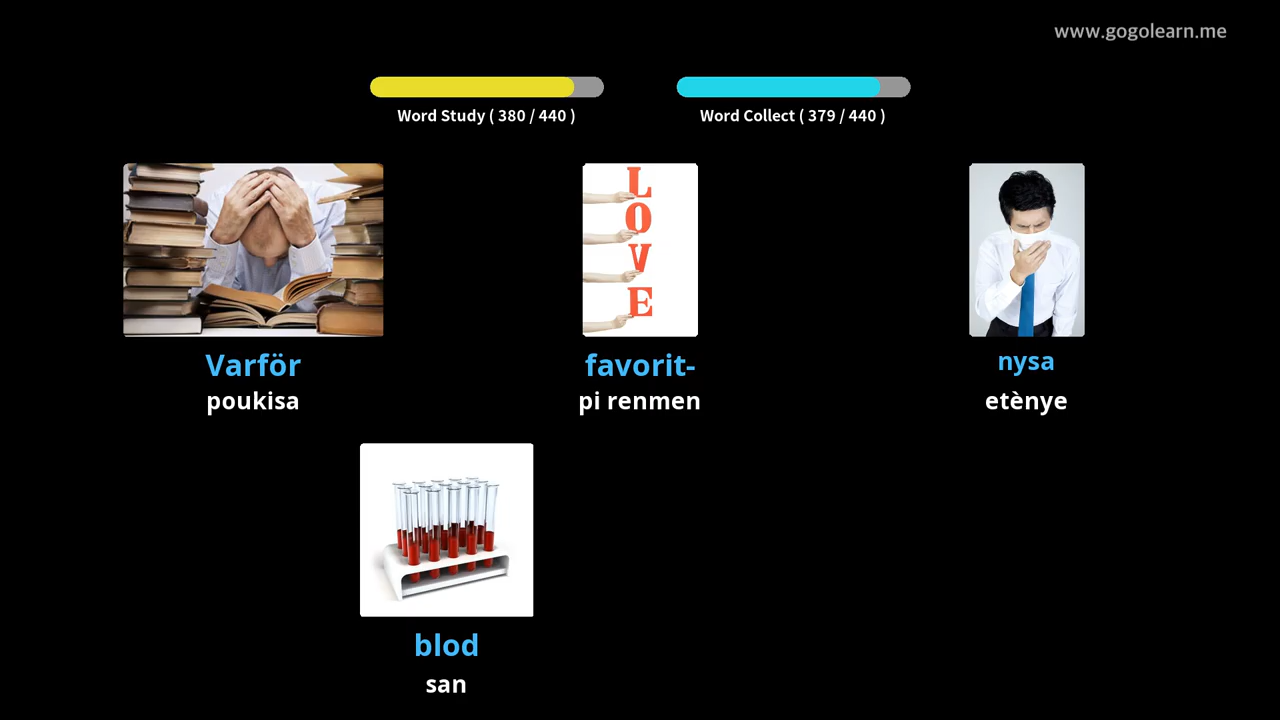 www.gogolearn.me
Word Study ( 380 / 440 )
Word Collect ( 379 / 440 )
L
O
V
E
Varför
poukisa
favorit-
pi renmen
nysa
etènye
blod
san